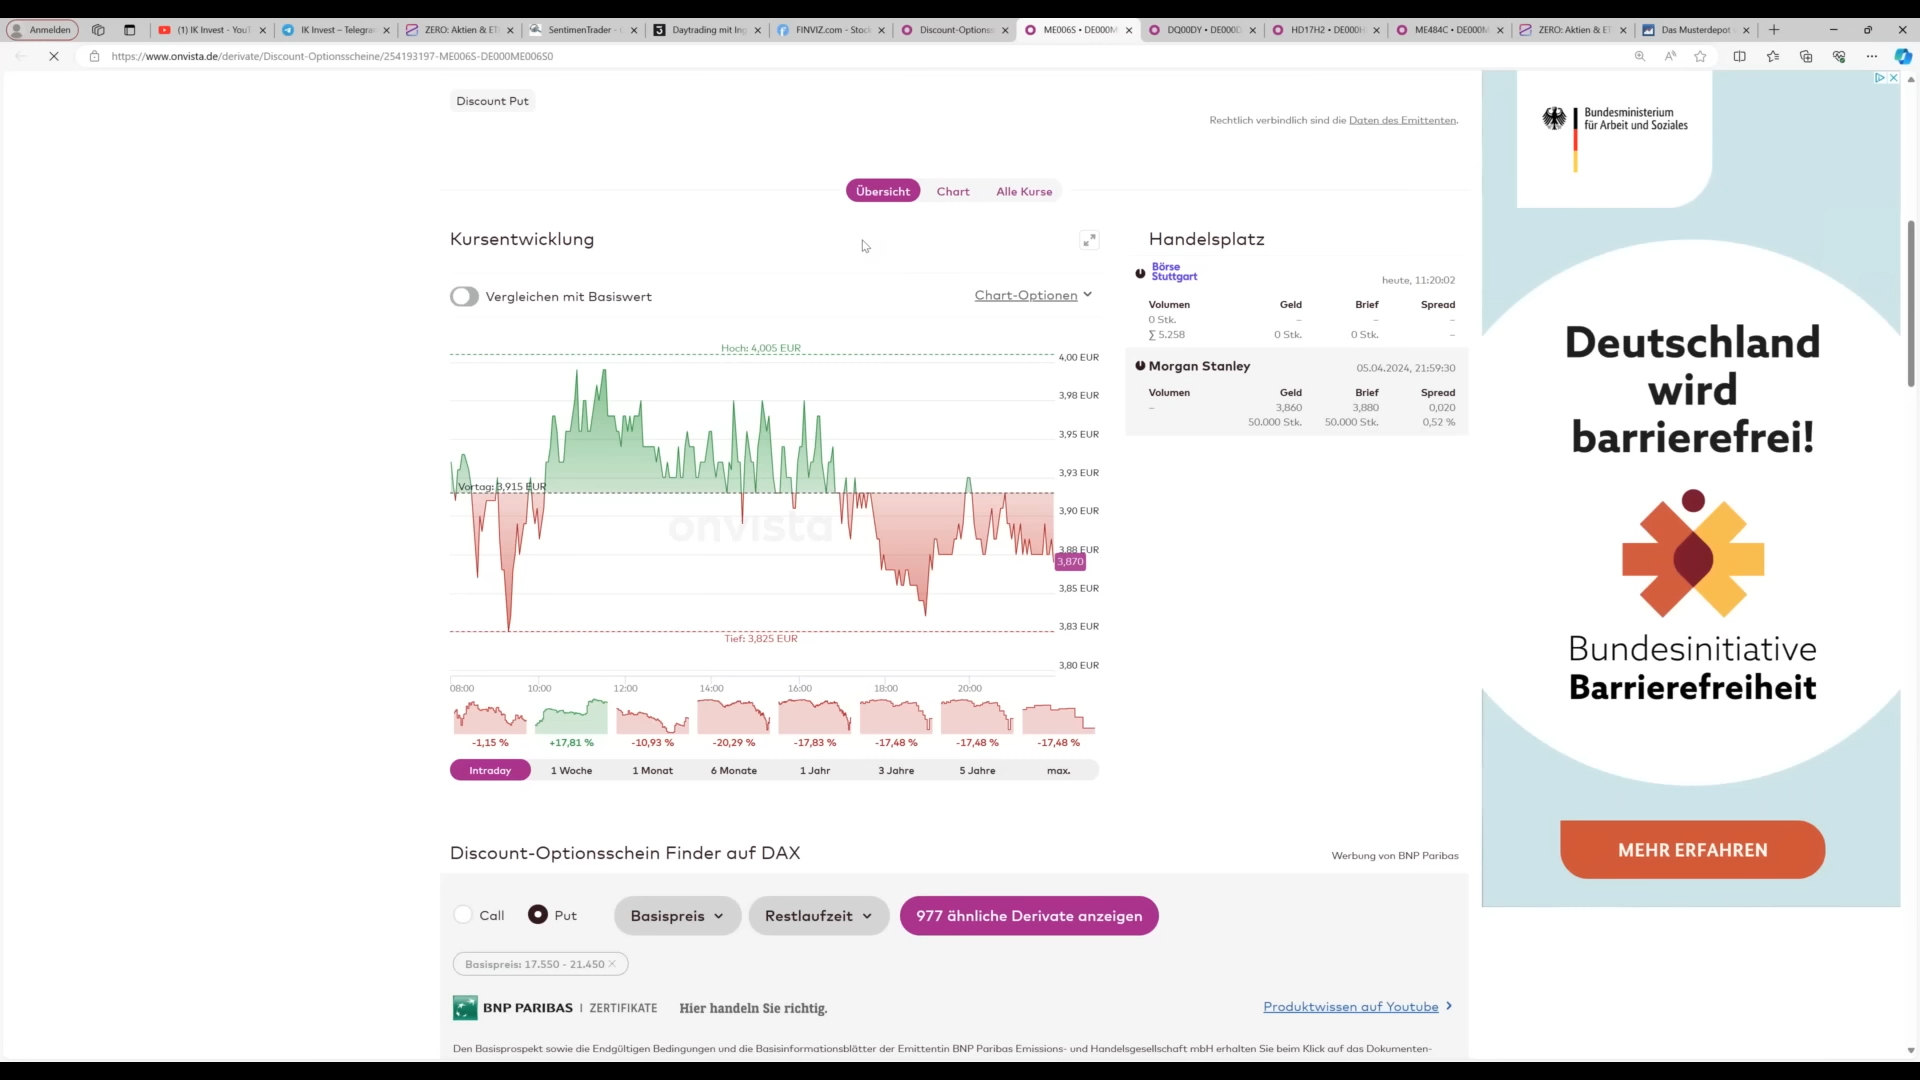 Anmelden
(1) IK Invest - YouT
IK Invest – Telegra
ZERO: Aktien & ET
SentimenTrader -
Daytrading mit In
FINVIZ.com - Stoc
Discount-Options
ME006S • DE000M
DQ00DY • DE000D
HD17H2 • DE000H
ME484C • DE000M
ZERO: Aktien & ET
Das Musterdepot
https://www.onvista.de/derivate/Discount-Optionsscheine/254193197-ME006S-DE000ME006S0
Discount Put
Rechtlich verbindlich sind die Daten des Emittenten.
Übersicht
Chart
Alle Kurse
Kursentwicklung
Vergleichen mit Basiswert
Chart-Optionen
Hoch: 4,005 EUR
4,00 EUR
3,98 EUR
3,95 EUR
3,93 EUR
Vortag: 3,915 EUR
3,90 EUR
onvista
3,88 EUR
3,870
3,85 EUR
3,83 EUR
Tief: 3,825 EUR
3,80 EUR
08:00 10:00 12:00 14:00 16:00 18:00 20:00
-1,15 % +17,81 % -10,93 % -20,29 % -17,83 % -17,48 % -17,48 % -17,48 %
Intraday 1 Woche 1 Monat 6 Monate 1 Jahr 3 Jahre 5 Jahre max.
Handelsplatz
Börse
Stuttgart
heute, 11:20:02
Volumen Geld Brief Spread
0 Stk. – – –
∑ 5.258 0 Stk. 0 Stk. –
Morgan Stanley
05.04.2024, 21:59:30
Volumen Geld Brief Spread
– 3,860 3,880 0,020
50.000 Stk. 50.000 Stk. 0,52 %
Discount-Optionsschein Finder auf DAX
Werbung von BNP Paribas
Call
Put
Basispreis
Restlaufzeit
977 ähnliche Derivate anzeigen
Basispreis: 17.550 - 21.450
BNP PARIBAS | ZERTIFIKATE
Hier handeln Sie richtig.
Produktwissen auf Youtube
Den Basisprospekt sowie die Endgültigen Bedingungen und die Basisinformationsblätter der Emittentin BNP Paribas Emissions- und Handelsgesellschaft mbH erhalten Sie beim Klick auf das Dokumenten-
Bundesministerium
für Arbeit und Soziales
Deutschland
wird
barrierefrei!
Bundesinitiative
Barrierefreiheit
MEHR ERFAHREN